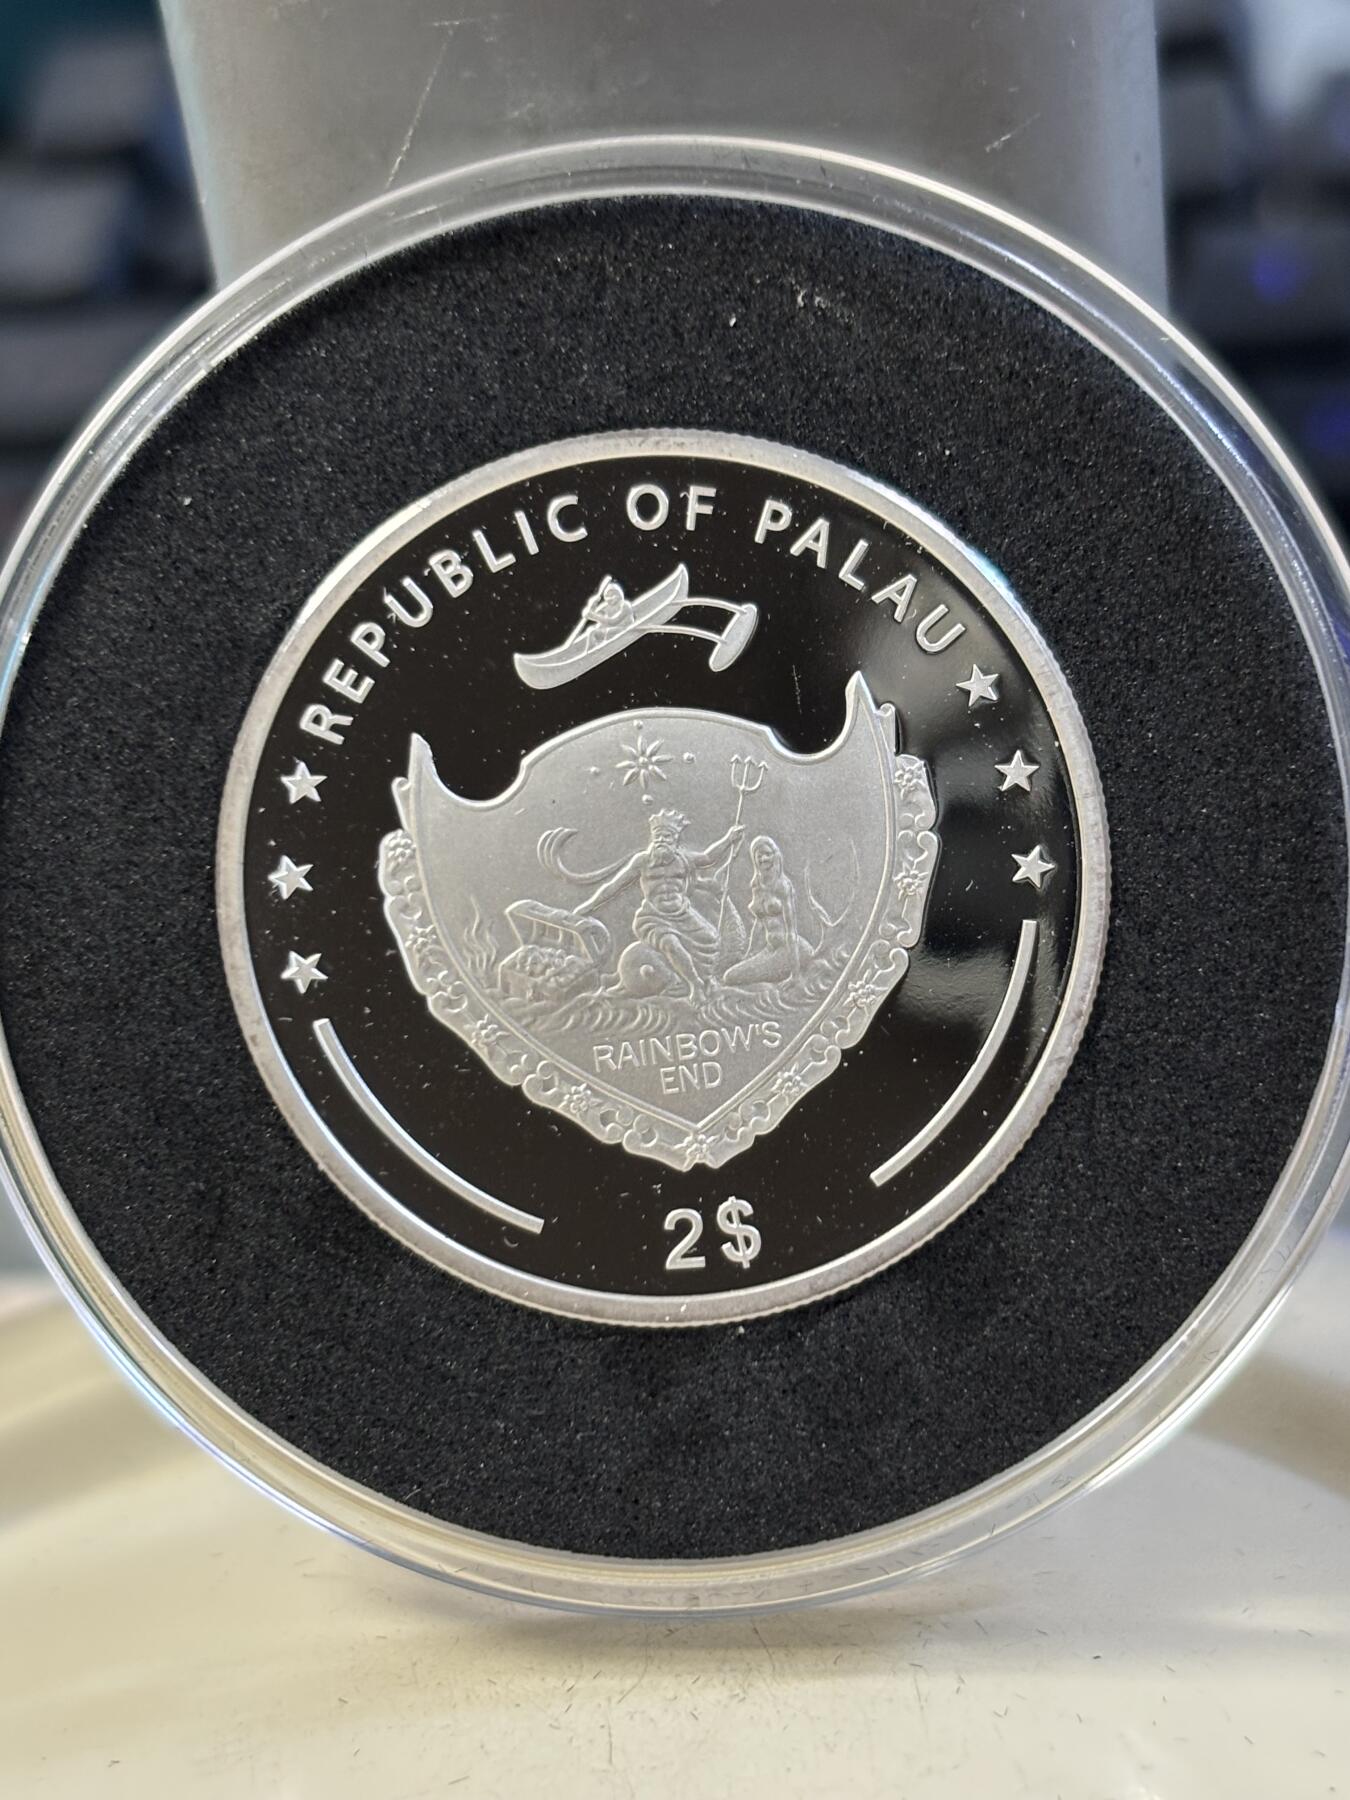 REPUBLIC OF PALAU
RAINBOW'S
END
2$